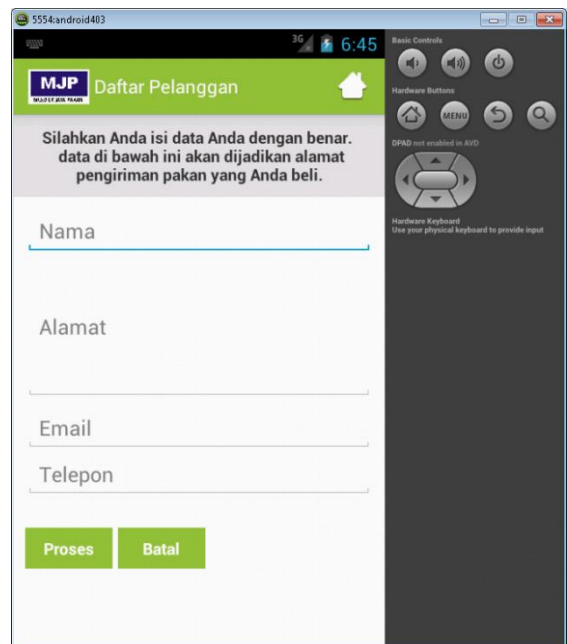 5554:android403
3G 6:45
MJP Daftar Pelanggan
Silahkan Anda isi data Anda dengan benar.
data di bawah ini akan dijadikan alamat
pengiriman pakan yang Anda beli.
Nama
Alamat
Email
Telepon
Proses Batal
Basic Controls
Hardware Buttons
MENU
DPAD not enabled in AVD
Hardware Keyboard
Use your physical keyboard to provide input